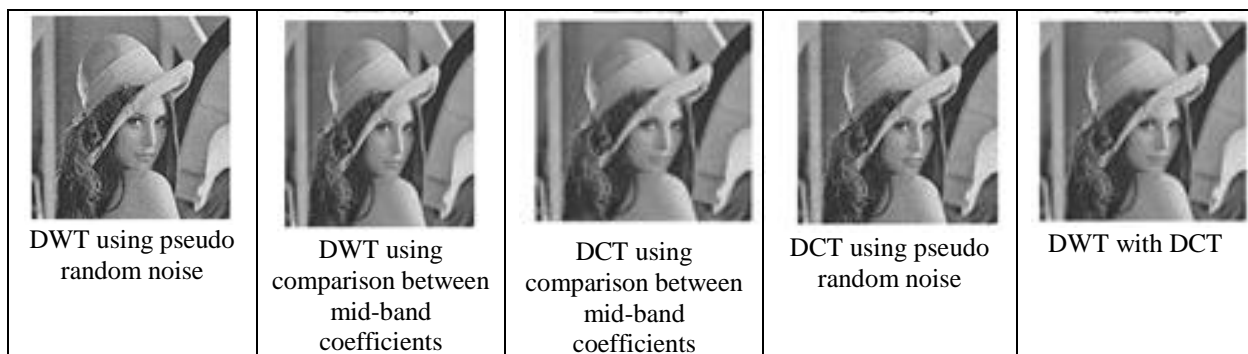 DWT using pseudo
random noise
DWT using
comparison between
mid-band
coefficients
DCT using
comparison between
mid-band
coefficients
DCT using pseudo
random noise
DWT with DCT